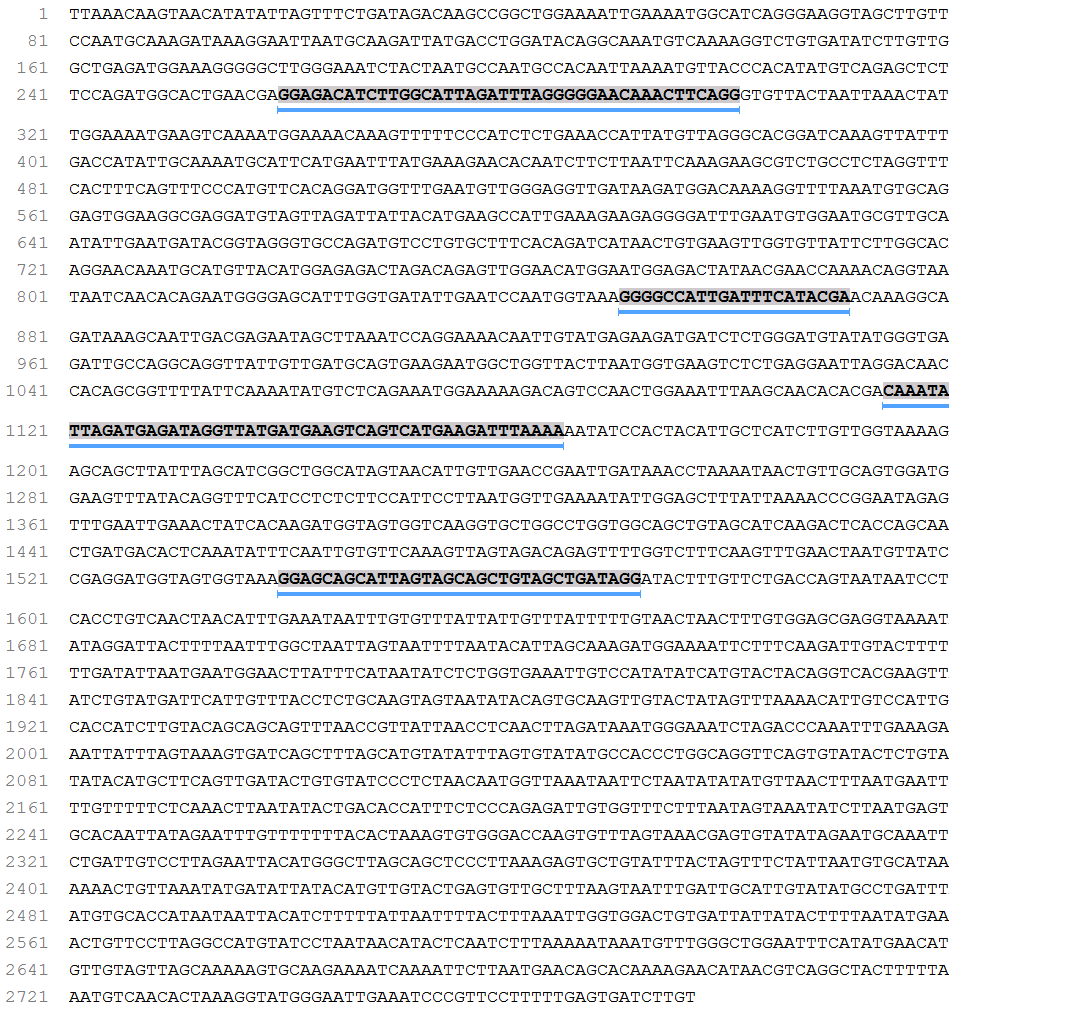 1 TTAAACAAGTAACATATATTAGTTTCTGATAGACAAGCCGGCTGGAAAATTGAAAATGGCATCAGGGAAGGTAGCTTGTT
81 CCAATGCAAAGATAAAGGAATTAATGCAAGATTATGACCTGGATACAGGCAAATGTCAAAAGGTCTGTGATATCTTGTTG
161 GCTGAGATGGAAAGGGGGCTTGGGAAATCTACTAATGCCAATGCCACAATTAAAATGTTACCCACATATGTCAGAGCTCT
241 TCCAGATGGCACTGAACGAGGAGACATCTTGGCATTAGATTTAGGGGGAACAAACTTCAGGGTGTTACTAATTAAACTAT
321 TGGAAAATGAAGTCAAAATGGAAAACAAAGTTTTTCCCATCTCTGAAACCATTATGTTAGGGCACGGATCAAAGTTATTT
401 GACCATATTGCAAAATGCATTCATGAATTTATGAAAGAACACAATCTTCTTAATTCAAAGAAGCGTCTGCCTCTAGGTTT
481 CACTTTCAGTTTCCCATGTTCACAGGATGGTTTGAATGTTGGGAGGTTGATAAGATGGACAAAAGGTTTTAAATGTGCAG
561 GAGTGGAAGGCGAGGATGTAGTTAGATTATTACATGAAGCCATTGAAAGAAGAGGGGATTTGAATGTGGAATGCGTTGCA
641 ATATTGAATGATACGGTAGGGTGCCAGATGTCCTGTGCTTTCACAGATCATAACTGTGAAGTTGGTGTTATTCTTGGCAC
721 AGGAACAAATGCATGTTACATGGAGAGACTAGACAGAGTTGGAACATGGAATGGAGACTATAACGAACCAAAACAGGTAA
801 TAATCAACACAGAATGGGGAGCATTTGGTGATATTGAATCCAATGGTAAAGGGGCCATTGATTTCATACGAACAAAGGCA
881 GATAAAGCAATTGACGAGAATAGCTTAAATCCAGGAAAACAATTGTATGAGAAGATGATCTCTGGGATGTATATGGGTGA
961 GATTGCCAGGCAGGTTATTGTTGATGCAGTGAAGAATGGCTGGTTACTTAATGGTGAAGTCTCTGAGGAATTAGGACAAC
1041 CACAGCGGTTTTATTCAAAATATGTCTCAGAAATGGAAAAAGACAGTCCAACTGGAAATTTAAGCAACACACGACAAATA
1121 TTAGATGAGATAGGTTATGATGAAGTCAGTCATGAAGATTTAAAAAATATCCACTACATTGCTCATCTTGTTGGTAAAAG
1201 AGCAGCTTATTTAGCATCGGCTGGCATAGTAACATTGTTGAACCGAATTGATAAACCTAAAATAACTGTTGCAGTGGATG
1281 GAAGTTTATACAGGTTTCATCCTCTCTTCCATTCCTTAATGGTTGAAAATATTGGAGCTTTATTAAAACCCGGAATAGAG
1361 TTTGAATTGAAACTATCACAAGATGGTAGTGGTCAAGGTGCTGGCCTGGTGGCAGCTGTAGCATCAAGACTCACCAGCAA
1441 CTGATGACACTCAAATATTTCAATTGTGTTCAAAGTTAGTAGACAGAGTTTTGGTCTTTCAAGTTTGAACTAATGTTATC
1521 CGAGGATGGTAGTGGTAAAGGAGCAGCATTAGTAGCAGCTGTAGCTGATAGGATACTTTGTTCTGACCAGTAATAATCCT
1601 CACCTGTCAACTAACATTTGAAATAATTTGTGTTTATTATTGTTTATTTTTGTAACTAACTTTGTGGAGCGAGGTAAAAT
1681 ATAGGATTACTTTTAATTTGGCTAATTAGTAATTTTAATACATTAGCAAAGATGGAAAATTCTTTCAAGATTGTACTTTT
1761 TTGATATTAATGAATGGAACTTATTTCATAATATCTCTGGTGAAATTGTCCATATATCATGTACTACAGGTCACGAAGTT
1841 ATCTGTATGATTCATTGTTTACCTCTGCAAGTAGTAATATACAGTGCAAGTTGTACTATAGTTTAAAACATTGTCCATTG
1921 CACCATCTTGTACAGCAGCAGTTTAACCGTTATTAACCTCAACTTAGATAAATGGGAAATCTAGACCCAAATTTGAAAGA
2001 AATTATTTAGTAAAGTGATCAGCTTTAGCATGTATATTTAGTGTATATGCCACCCTGGCAGGTTCAGTGTATACTCTGTA
2081 TATACATGCTTCAGTTGATACTGTGTATCCCTCTAACAATGGTTAAATAATTCTAATATATATGTTAACTTTAATGAATT
2161 TTGTTTTTCTCAAACTTAATATACTGACACCATTTCTCCCAGAGATTGTGGTTTCTTTAATAGTAAATATCTTAATGAGT
2241 GCACAATTATAGAATTTGTTTTTTTACACTAAAGTGTGGGACCAAGTGTTTAGTAAACGAGTGTATATAGAATGCAAATT
2321 CTGATTGTCCTTAGAATTACATGGGCTTAGCAGCTCCCTTAAAGAGTGCTGTATTTACTAGTTTCTATTAATGTGCATAA
2401 AAAACTGTTAAATATGATATTATACATGTTGTACTGAGTGTTGCTTTAAGTAATTTGATTGCATTGTATATGCCTGATTT
2481 ATGTGCACCATAATAATTACATCTTTTTATTAATTTTACTTTAAATTGGTGGACTGTGATTATTATACTTTTAATATGAA
2561 ACTGTTCCTTAGGCCATGTATCCTAATAACATACTCAATCTTTAAAAATAAATGTTTGGGCTGGAATTTCATATGAACAT
2641 GTTGTAGTTAGCAAAAAGTGCAAGAAAATCAAAATTCTTAATGAACAGCACAAAAGAACATAACGTCAGGCTACTTTTTA
2721 AATGTCAACACTAAAGGTATGGGAATTGAAATCCCGTTCCTTTTTGAGTGATCTTGT